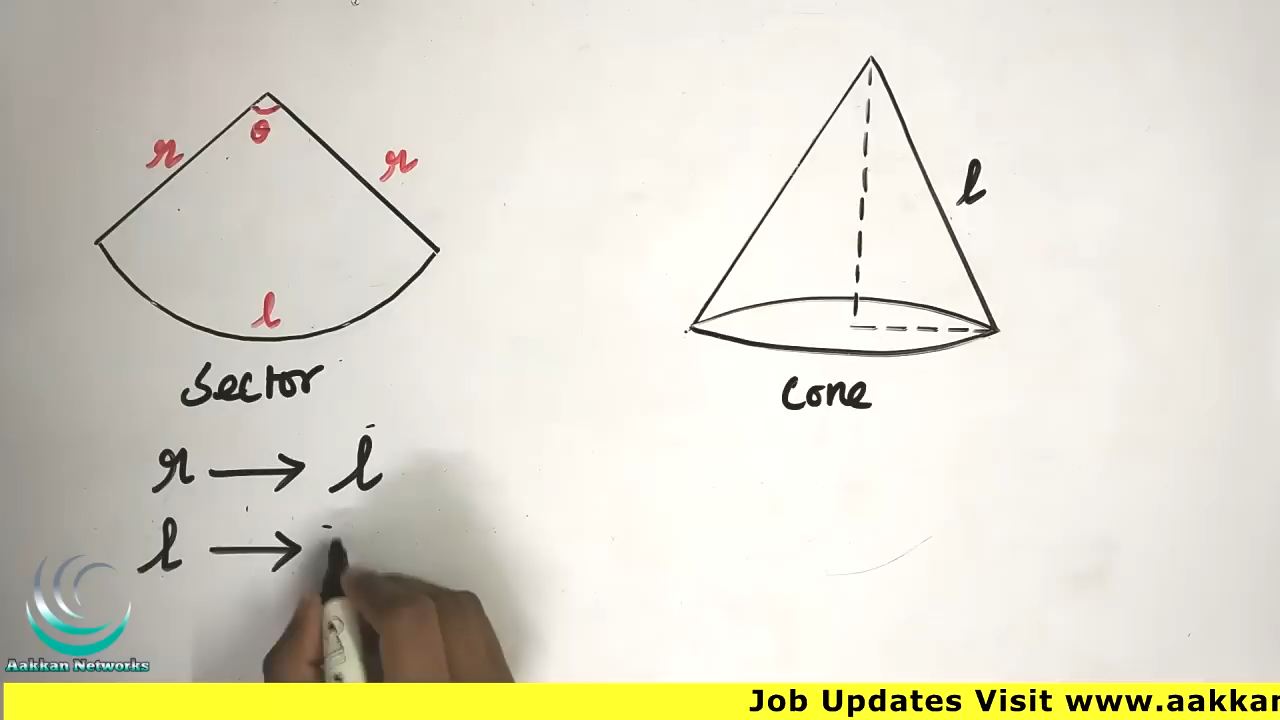 θ
r
r
l
Sector
l
Cone
r → l
l →
Aakkan Networks
Job Updates Visit www.aakkar